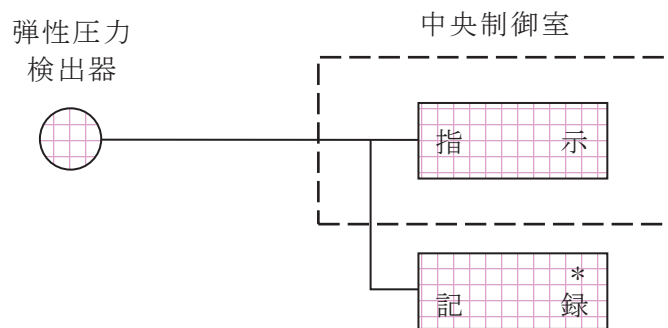 中央制御室
弾性圧力
検出器
指 示
*
記 録